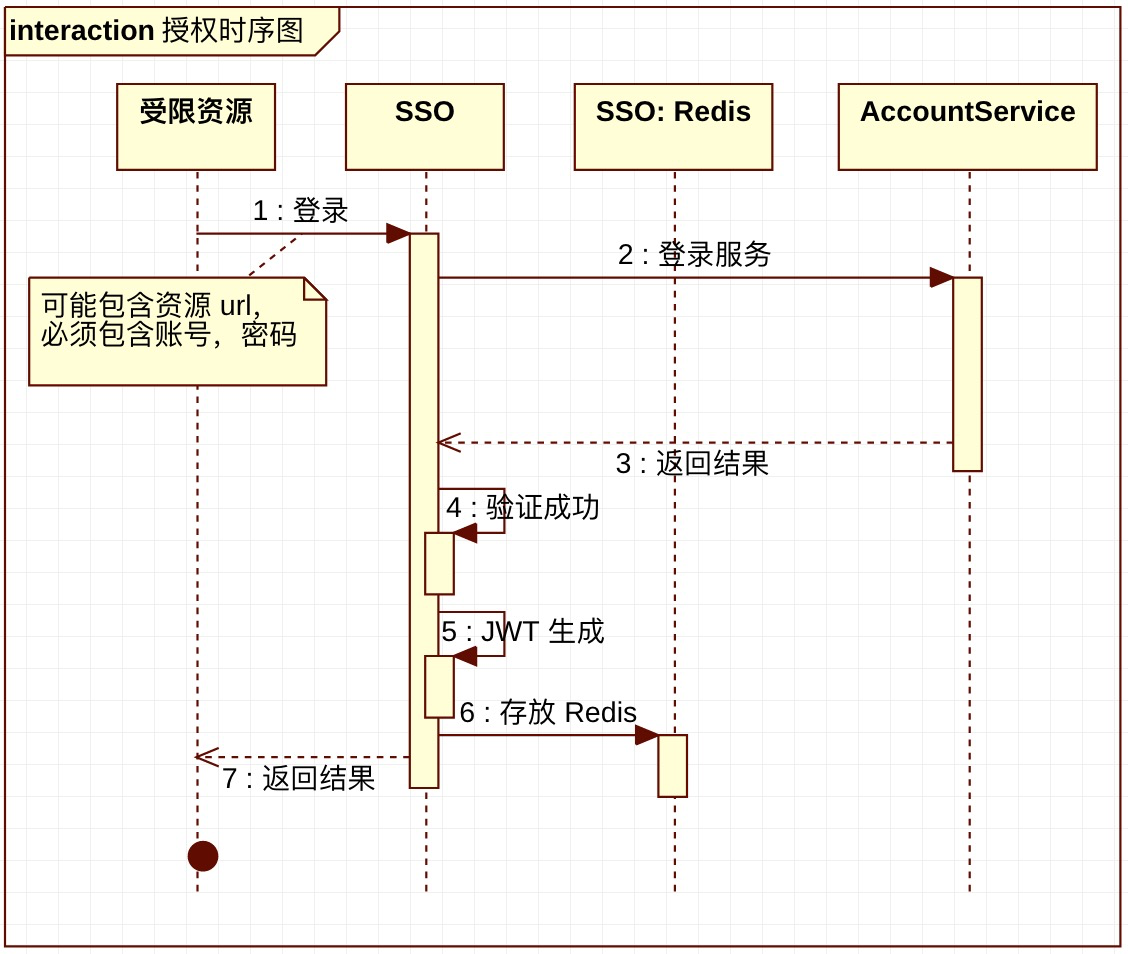 interaction 授权时序图
受限资源
SSO
SSO: Redis
AccountService
1 : 登录
2 : 登录服务
可能包含资源 url，
必须包含账号，密码
3 : 返回结果
4 : 验证成功
5 : JWT 生成
6 : 存放 Redis
7 : 返回结果